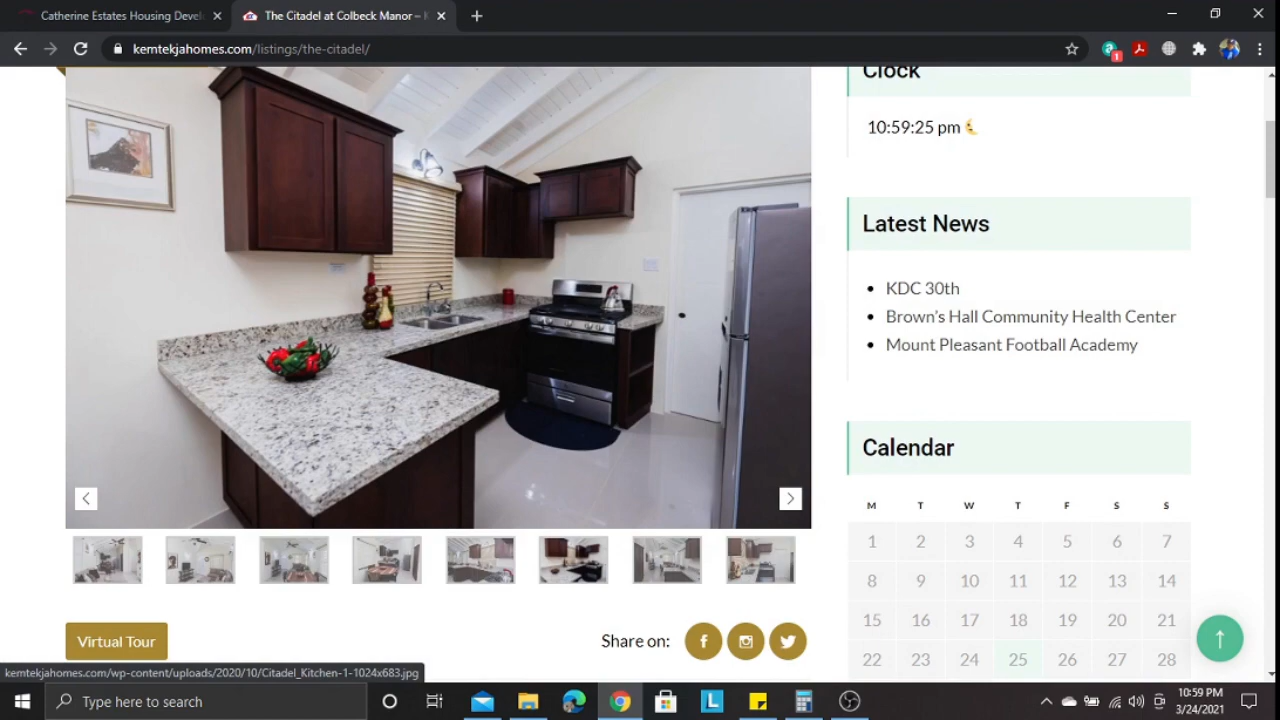 Catherine Estates Housing Devel
The Citadel at Colbeck Manor – K
kemtekjahomes.com/listings/the-citadel/
1
Clock
10:59:25 pm
Latest News
KDC 30th
Brown's Hall Community Health Center
Mount Pleasant Football Academy
Calendar
M T W T F S S
1 2 3 4 5 6 7
8 9 10 11 12 13 14
15 16 17 18 19 20 21
22 23 24 25 26 27 28
Virtual Tour
Share on:
kemtekjahomes.com/wp-content/uploads/2020/10/Citadel_Kitchen-1-1024x683.jpg
Type here to search
L
10:59 PM
3/24/2021